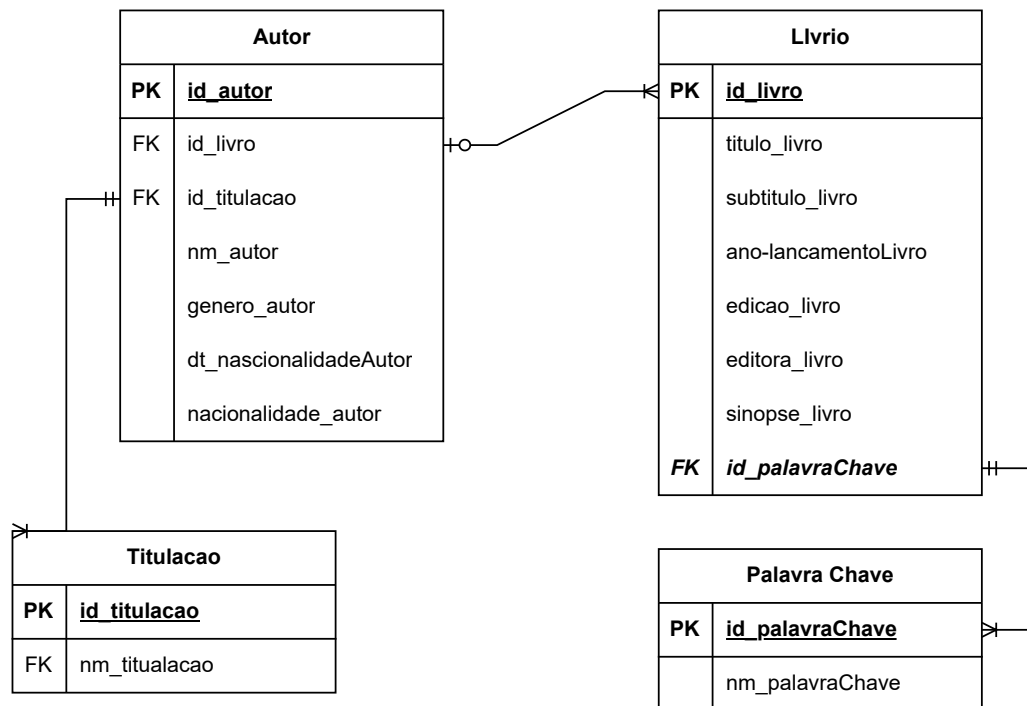 Autor
PK id_autor
FK id_livro
FK id_titulacao
nm_autor
genero_autor
dt_nascionalidadeAutor
nacionalidade_autor
LIvrio
PK id_livro
titulo_livro
subtitulo_livro
ano-lancamentoLivro
edicao_livro
editora_livro
sinopse_livro
FK id_palavraChave
Titulacao
PK id_titulacao
FK nm_titualacao
Palavra Chave
PK id_palavraChave
nm_palavraChave